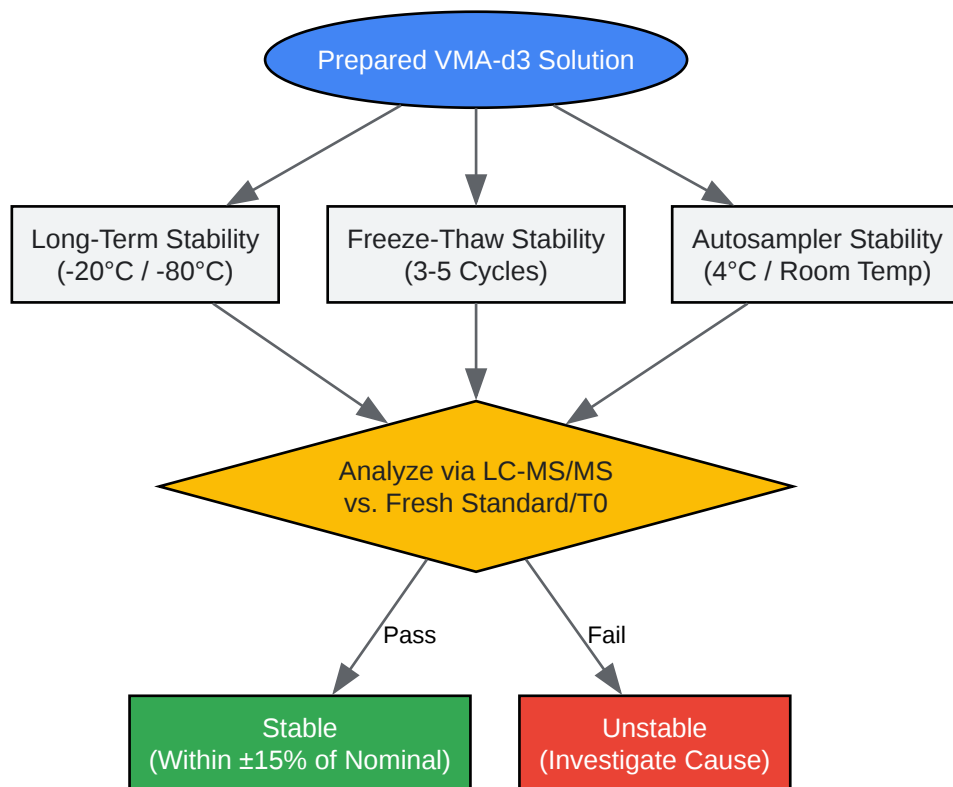 Prepared VMA-d3 Solution
Long-Term Stability
(-20°C / -80°C)
Freeze-Thaw Stability
(3-5 Cycles)
Autosampler Stability
(4°C / Room Temp)
Analyze via LC-MS/MS
vs. Fresh Standard/T0
Pass
Fail
Stable
(Within ±15% of Nominal)
Unstable
(Investigate Cause)